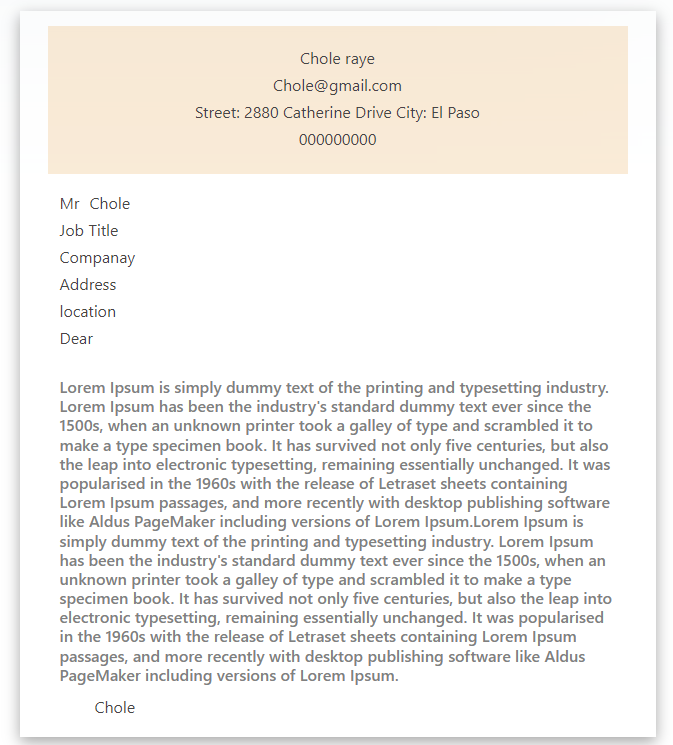 Chole raye
Chole@gmail.com
Street: 2880 Catherine Drive City: El Paso
000000000
Mr Chole
Job Title
Companay
Address
location
Dear
Lorem Ipsum is simply dummy text of the printing and typesetting industry.
Lorem Ipsum has been the industry's standard dummy text ever since the
1500s, when an unknown printer took a galley of type and scrambled it to
make a type specimen book. It has survived not only five centuries, but also
the leap into electronic typesetting, remaining essentially unchanged. It was
popularised in the 1960s with the release of Letraset sheets containing
Lorem Ipsum passages, and more recently with desktop publishing software
like Aldus PageMaker including versions of Lorem Ipsum.Lorem Ipsum is
simply dummy text of the printing and typesetting industry. Lorem Ipsum
has been the industry's standard dummy text ever since the 1500s, when an
unknown printer took a galley of type and scrambled it to make a type
specimen book. It has survived not only five centuries, but also the leap into
electronic typesetting, remaining essentially unchanged. It was popularised
in the 1960s with the release of Letraset sheets containing Lorem Ipsum
passages, and more recently with desktop publishing software like Aldus
PageMaker including versions of Lorem Ipsum.
Chole